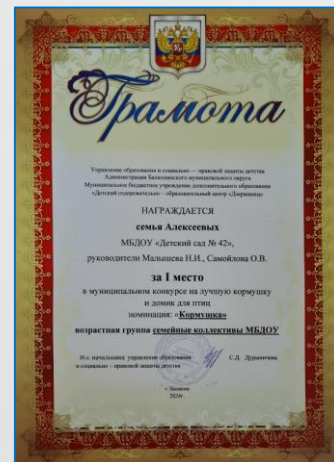 Грамота
Управление образования и социально — правовой защиты детства
Администрации Балахнинского муниципального округа
Муниципальное бюджетное учреждение дополнительного образования
«Детский оздоровительно – образовательный центр «Дзержинец»
НАГРАЖДАЕТСЯ
семья Алексеевых
МБДОУ «Детский сад № 42»,
руководители Малышева Н.И., Самойлова О.В.
за I место
в муниципальном конкурсе на лучшую кормушку
и домик для птиц
номинация: «Кормушка»
возрастная группа семейные коллективы МБДОУ
И.о. начальника управления образования
и социально – правовой защиты детства
С.Д.
г.
2024г.